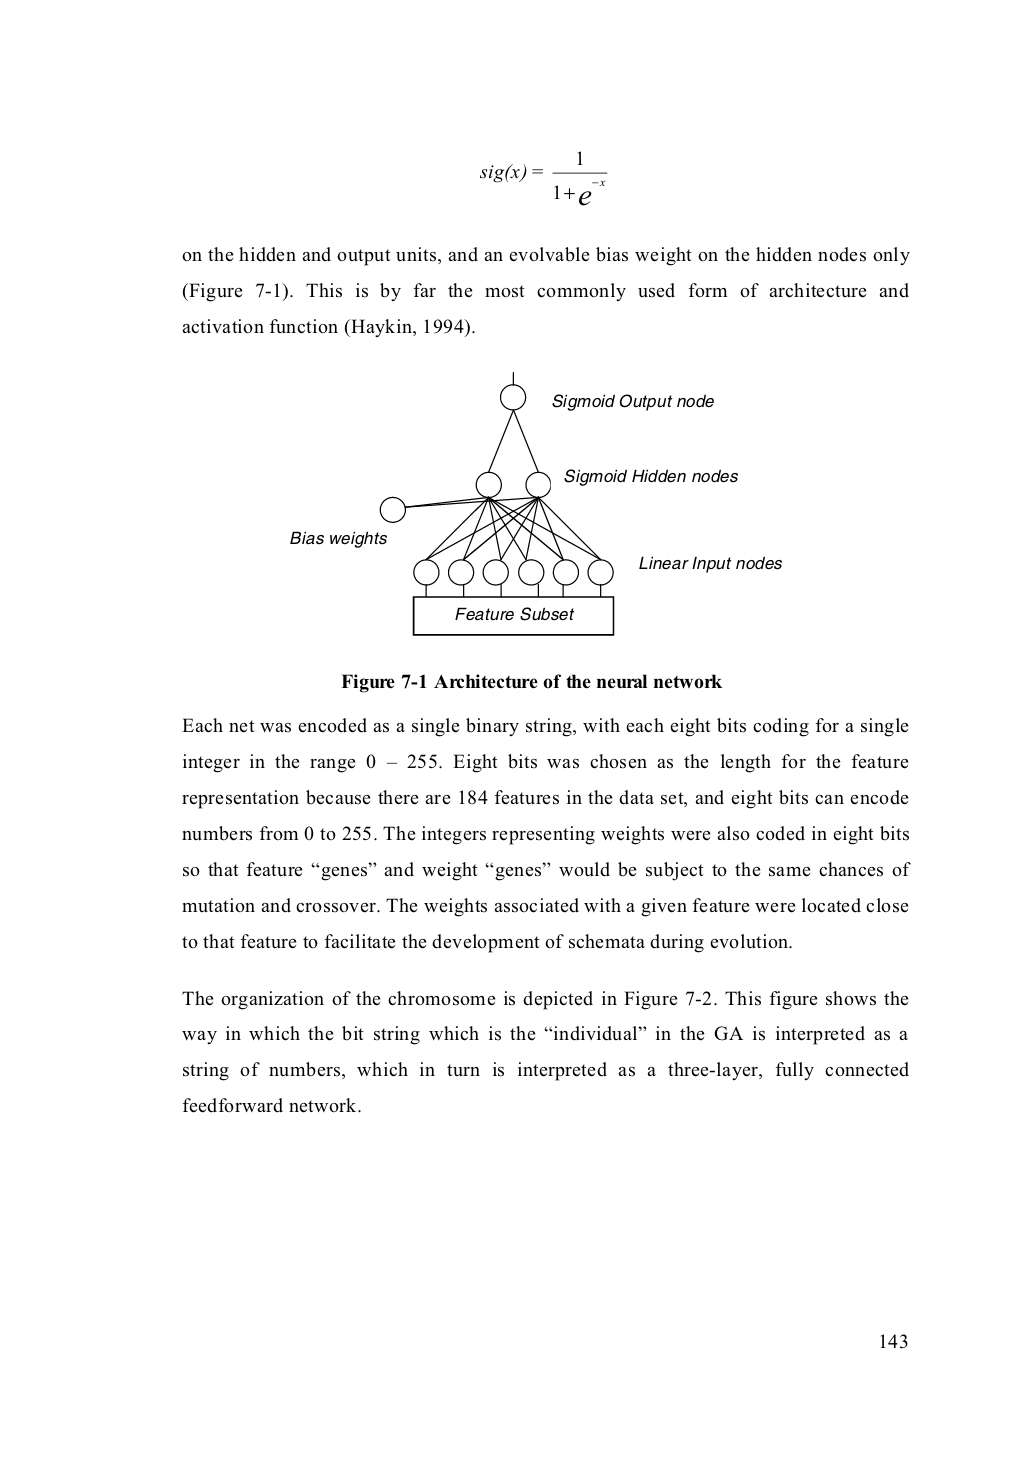 sig(x) = 1 / (1 + e^{-x})
on the hidden and output units, and an evolvable bias weight on the hidden nodes only
(Figure 7-1). This is by far the most commonly used form of architecture and
activation function (Haykin, 1994).
Sigmoid Output node
Sigmoid Hidden nodes
Bias weights
Linear Input nodes
Feature Subset
Figure 7-1 Architecture of the neural network
Each net was encoded as a single binary string, with each eight bits coding for a single
integer in the range 0 – 255. Eight bits was chosen as the length for the feature
representation because there are 184 features in the data set, and eight bits can encode
numbers from 0 to 255. The integers representing weights were also coded in eight bits
so that feature “genes” and weight “genes” would be subject to the same chances of
mutation and crossover. The weights associated with a given feature were located close
to that feature to facilitate the development of schemata during evolution.
The organization of the chromosome is depicted in Figure 7-2. This figure shows the
way in which the bit string which is the “individual” in the GA is interpreted as a
string of numbers, which in turn is interpreted as a three-layer, fully connected
feedforward network.
143